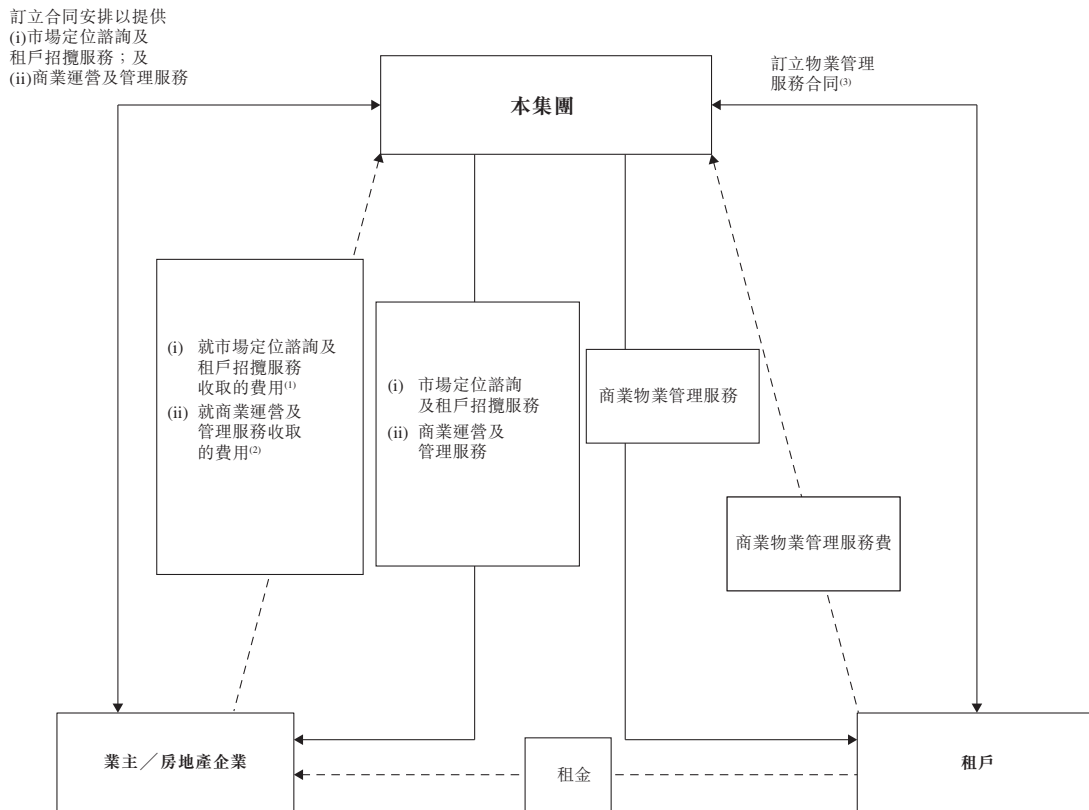 訂立合同安排以提供
(i)市場定位諮詢及
租戶招攬服務；及
(ii)商業運營及管理服務
訂立物業管理
服務合同(3)
本集團
(i) 就市場定位諮詢及
租戶招攬服務
收取的費用(1)
(ii) 就商業運營及
管理服務收取
的費用(2)
(i) 市場定位諮詢
及租戶招攬服務
(ii) 商業運營及
管理服務
商業物業管理服務
商業物業管理服務費
業主／房地產企業
租金
租戶